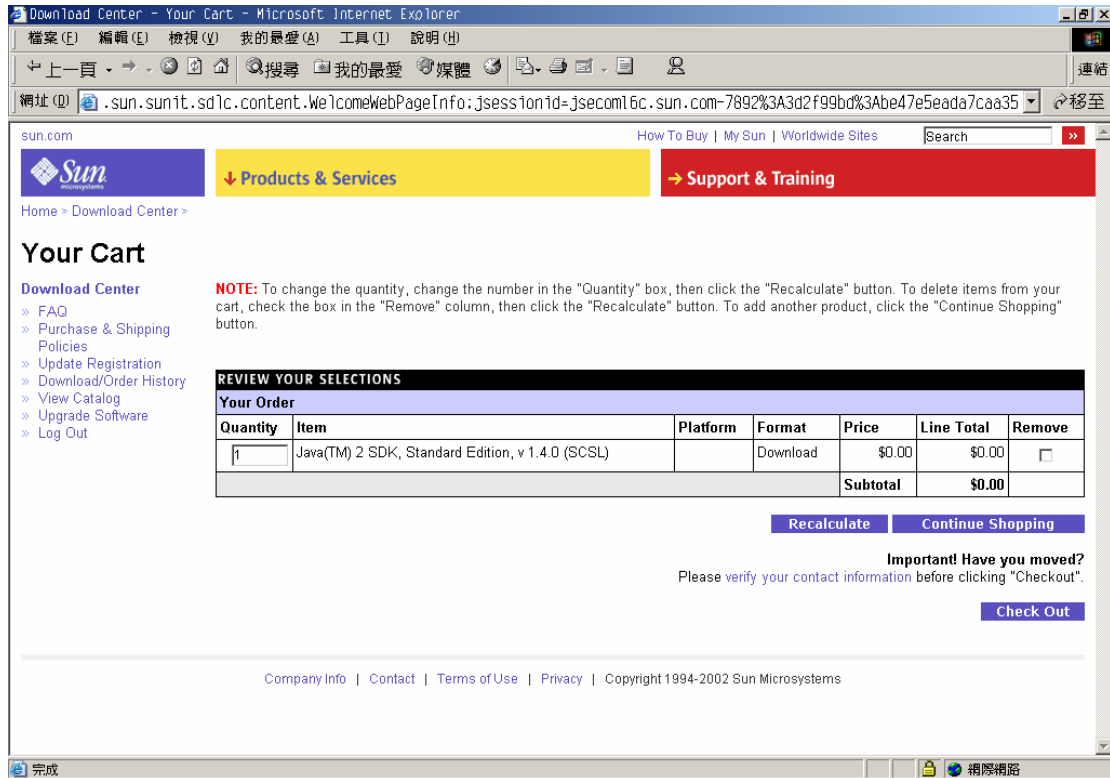 Download Center - Your Cart - Microsoft Internet Explorer
檔案(F) 編輯(E) 檢視(V) 我的最愛(A) 工具(T) 說明(H)
上一頁 搜尋 我的最愛 媒體 連結
網址(D) .sun.sunit.sdlc.content.WelcomeWebPageInfo;jsessionid=jsecom16c.sun.com-7892%3A3d2f99bd%3Abe47e5eada7caa35 移至
sun.com How To Buy | My Sun | Worldwide Sites Search »
Sun microsystems ↓ Products & Services → Support & Training
Home > Download Center >
Your Cart
Download Center
» FAQ
» Purchase & Shipping
Policies
» Update Registration
» Download/Order History
» View Catalog
» Upgrade Software
» Log Out
NOTE: To change the quantity, change the number in the "Quantity" box, then click the "Recalculate" button. To delete items from your
cart, check the box in the "Remove" column, then click the "Recalculate" button. To add another product, click the "Continue Shopping"
button.
REVIEW YOUR SELECTIONS
Your Order
Quantity Item Platform Format Price Line Total Remove
1 Java(TM) 2 SDK, Standard Edition, v 1.4.0 (SCSL) Download $0.00 $0.00
Subtotal $0.00
Recalculate Continue Shopping
Important! Have you moved?
Please verify your contact information before clicking "Checkout".
Check Out
Company Info | Contact | Terms of Use | Privacy | Copyright 1994-2002 Sun Microsystems
完成 網際網路